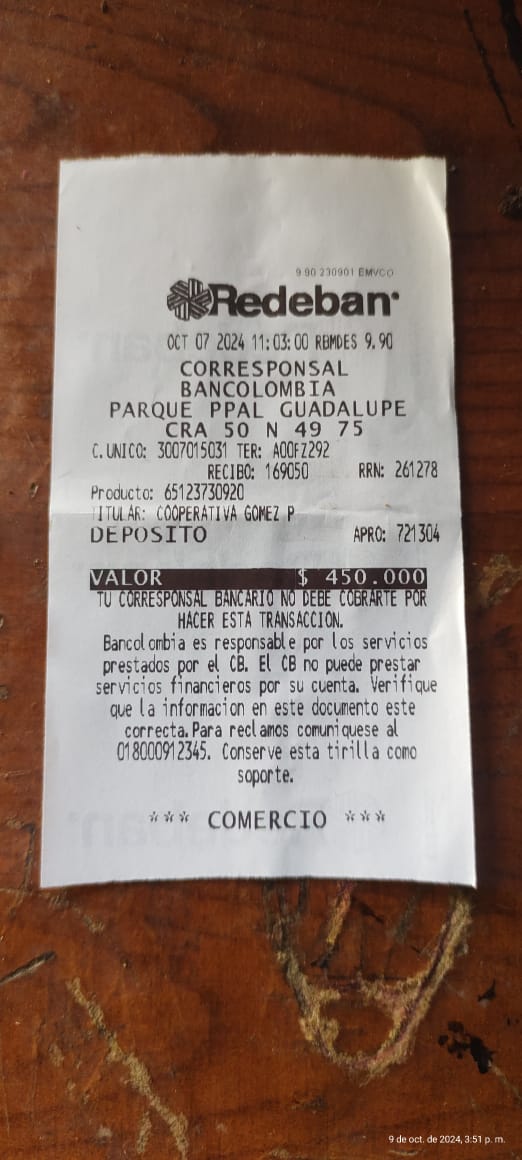 9.90 230901 EMVCO
Redeban
OCT 07 2024 11:03:00 RBMDES 9.90
CORRESPONSAL
BANCOLOMBIA
PARQUE PPAL GUADALUPE
CRA 50 N 49 75
C.UNICO: 3007015031 TER: A00FZ292
RECIBO: 169050 RRN: 261278
Producto: 65123730920
TITULAR: COOPERATIVA GOMEZ P
DEPOSITO APRO: 721304
VALOR $ 450.000
TU CORRESPONSAL BANCARIO NO DEBE COBRARTE POR
HACER ESTA TRANSACCION.
Bancolombia es responsable por los servicios
prestados por el CB. El CB no puede prestar
servicios financieros por su cuenta. Verifique
que la informacion en este documento este
correcta.Para reclamos comuniquese al
018000912345. Conserve esta tirilla como
soporte.
*** COMERCIO ***
9 de oct. de 2024, 3:51 p. m.